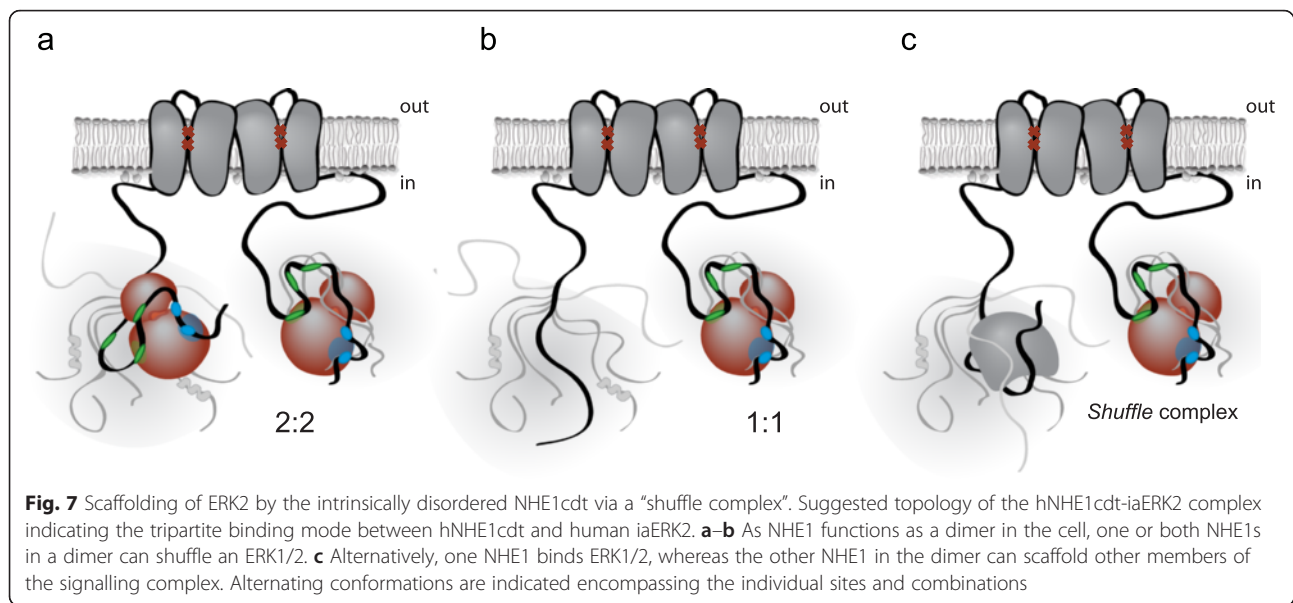 a
b
c
out
in
out
in
out
in
2:2
1:1
Shuffle complex
Fig. 7 Scaffolding of ERK2 by the intrinsically disordered NHE1cdt via a “shuffle complex”. Suggested topology of the hNHE1cdt-iaERK2 complex
indicating the tripartite binding mode between hNHE1cdt and human iaERK2. a–b As NHE1 functions as a dimer in the cell, one or both NHE1s
in a dimer can shuffle an ERK1/2. c Alternatively, one NHE1 binds ERK1/2, whereas the other NHE1 in the dimer can scaffold other members of
the signalling complex. Alternating conformations are indicated encompassing the individual sites and combinations